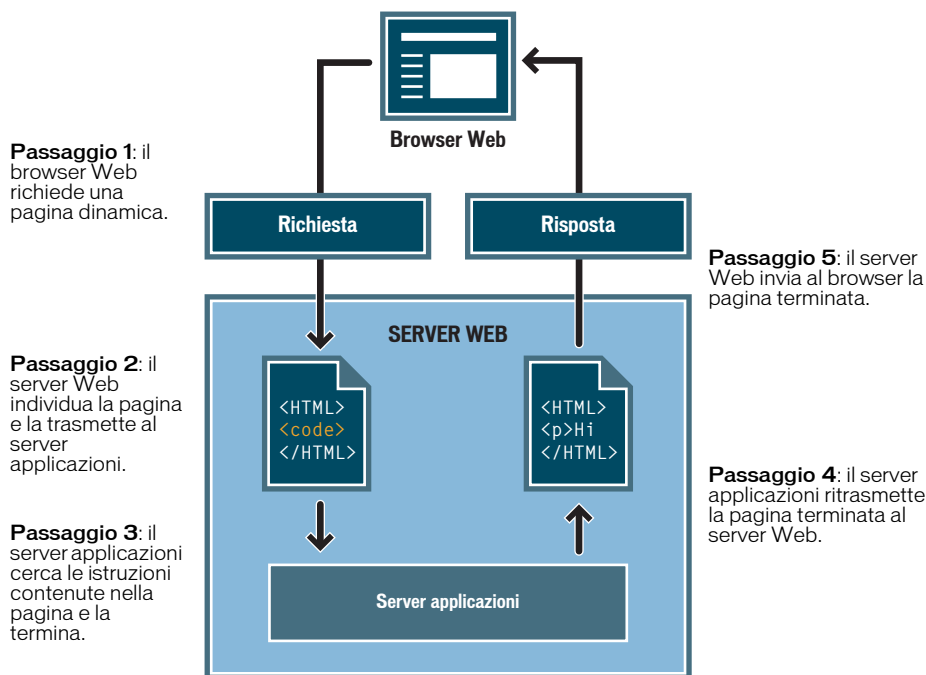 Browser Web
Passaggio 1: il
browser Web
richiede una
pagina dinamica.
Richiesta
Risposta
Passaggio 5: il server
Web invia al browser la
pagina terminata.
SERVER WEB
Passaggio 2: il
server Web
individua la pagina
e la trasmette al
server
applicazioni.
<HTML>
<code>
</HTML>
<HTML>
<p>Hi
</HTML>
Passaggio 4: il server
applicazioni ritrasmette
la pagina terminata al
server Web.
Passaggio 3: il
server applicazioni
cerca le istruzioni
contenute nella
pagina e la
termina.
Server applicazioni